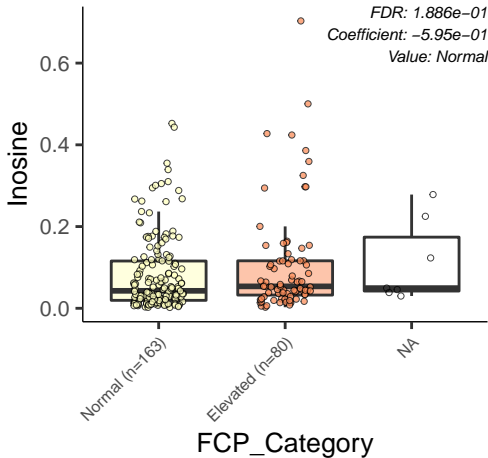 FDR: 1.886e−01
Coefficient: −5.95e−01
Value: Normal
Inosine
0.6
0.4
0.2
0.0
Normal (n=163)
Elevated (n=80)
NA
FCP_Category